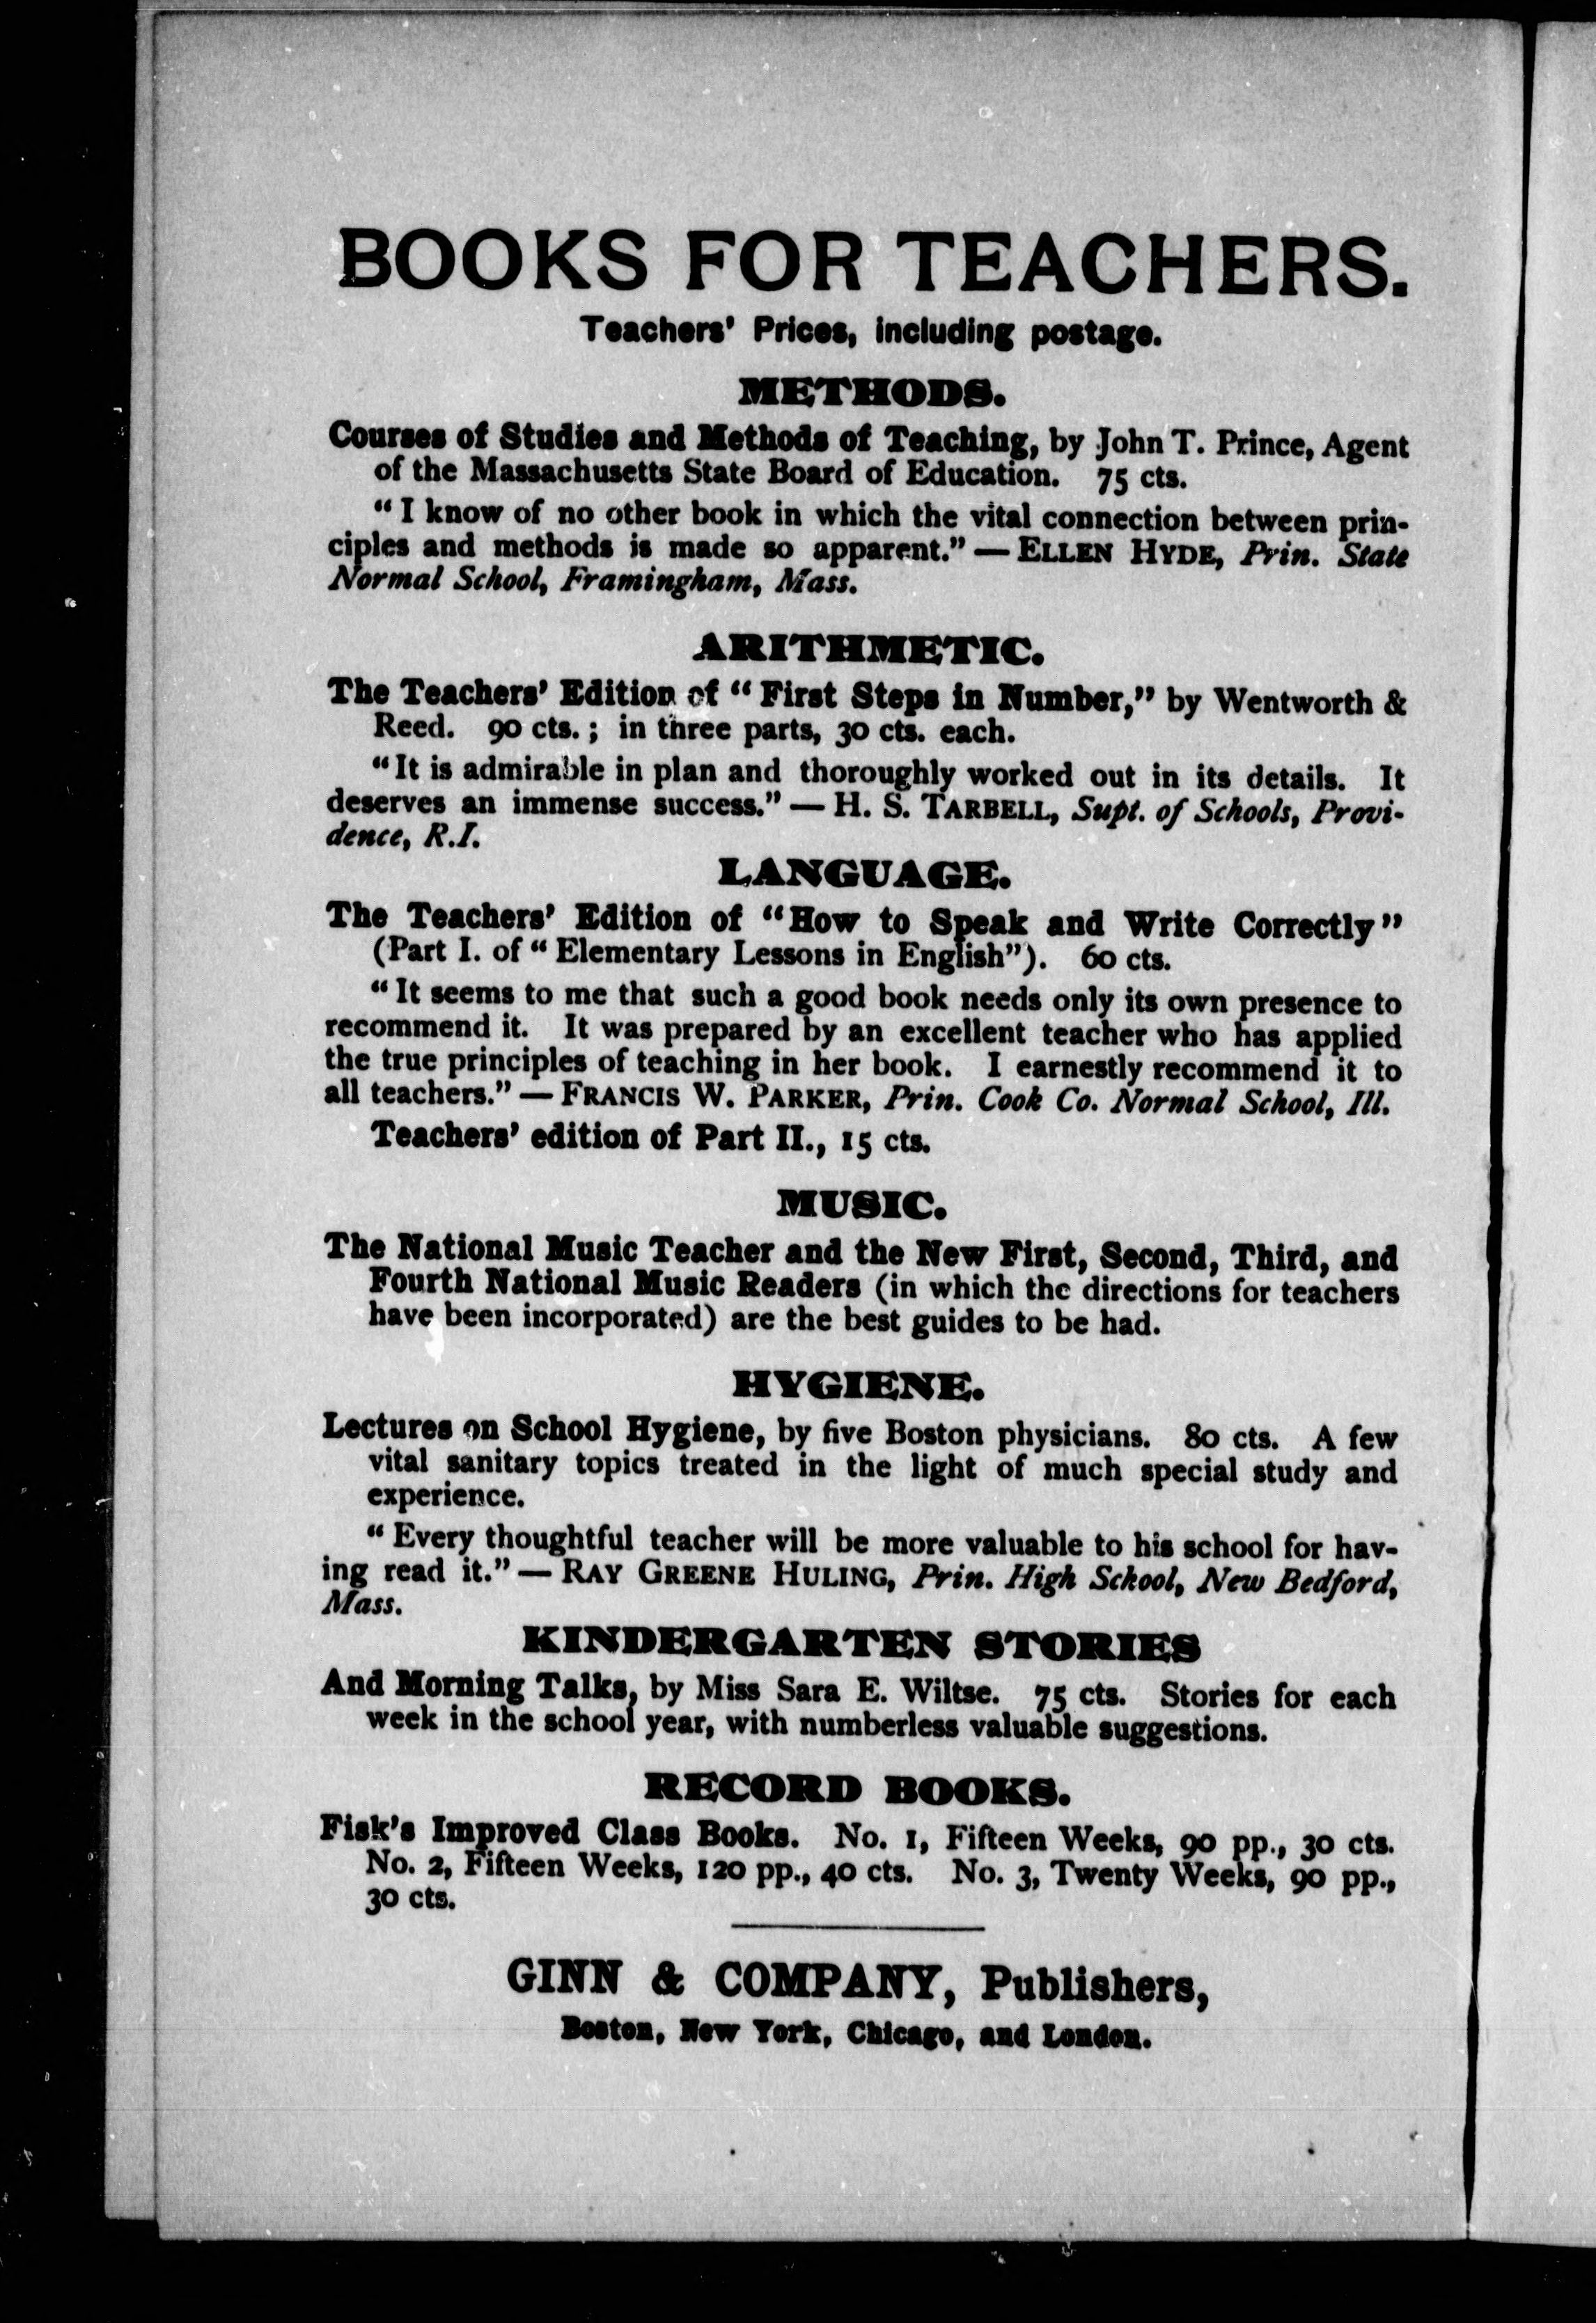 BOOKS FOR TEACHERS.
Teachers' Prices, including postage.
METHODS.
Courses of Studies and Methods of Teaching, by John T. Prince, Agent
of the Massachusetts State Board of Education. 75 cts.
"I know of no other book in which the vital connection between prin-
ciples and methods is made so apparent." — ELLEN HYDE, Prin. State
Normal School, Framingham, Mass.
ARITHMETIC.
The Teachers' Edition of "First Steps in Number," by Wentworth &
Reed. 90 cts.; in three parts, 30 cts. each.
"It is admirable in plan and thoroughly worked out in its details. It
deserves an immense success." — H. S. TARBELL, Supt. of Schools, Provi-
dence, R.I.
LANGUAGE.
The Teachers' Edition of "How to Speak and Write Correctly"
(Part I. of "Elementary Lessons in English"). 60 cts.
"It seems to me that such a good book needs only its own presence to
recommend it. It was prepared by an excellent teacher who has applied
the true principles of teaching in her book. I earnestly recommend it to
all teachers." — FRANCIS W. PARKER, Prin. Cook Co. Normal School, Ill.
Teachers' edition of Part II., 15 cts.
MUSIC.
The National Music Teacher and the New First, Second, Third, and
Fourth National Music Readers (in which the directions for teachers
have been incorporated) are the best guides to be had.
HYGIENE.
Lectures on School Hygiene, by five Boston physicians. 80 cts. A few
vital sanitary topics treated in the light of much special study and
experience.
"Every thoughtful teacher will be more valuable to his school for hav-
ing read it." — RAY GREENE HULING, Prin. High School, New Bedford,
Mass.
KINDERGARTEN STORIES
And Morning Talks, by Miss Sara E. Wiltse. 75 cts. Stories for each
week in the school year, with numberless valuable suggestions.
RECORD BOOKS.
Fisk's Improved Class Books. No. 1, Fifteen Weeks, 90 pp., 30 cts.
No. 2, Fifteen Weeks, 120 pp., 40 cts. No. 3, Twenty Weeks, 90 pp.,
30 cts.
GINN & COMPANY, Publishers,
Boston, New York, Chicago, and London.